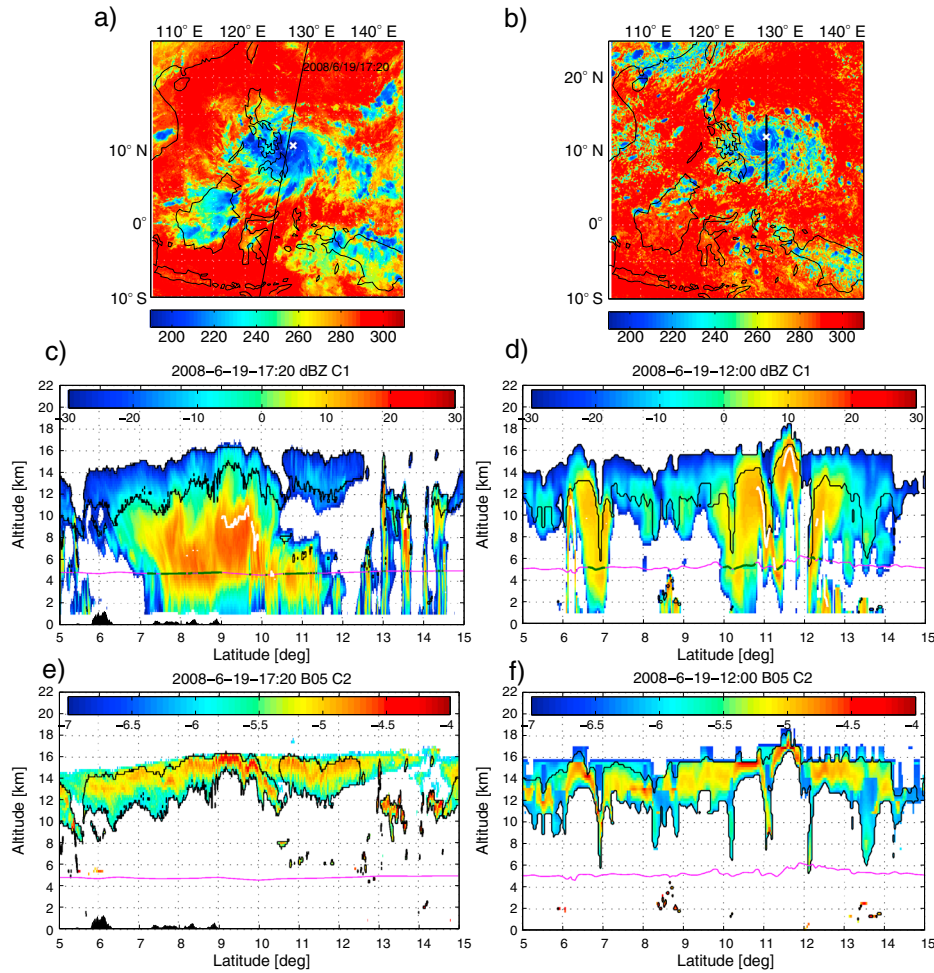 a)
110° E 120° E 130° E 140° E
2008/6/19/17:20
10° N
0°
10° S
200 220 240 260 280 300
b)
110° E 120° E 130° E 140° E
20° N
10° N
0°
10° S
200 220 240 260 280 300
c)
2008−6−19−17:20 dBZ C1
−30 −20 −10 0 10 20 30
Altitude [km]
22
20
18
16
14
12
10
8
6
4
2
0
5 6 7 8 9 10 11 12 13 14 15
Latitude [deg]
d)
2008−6−19−12:00 dBZ C1
−30 −20 −10 0 10 20 30
Altitude [km]
22
20
18
16
14
12
10
8
6
4
2
0
5 6 7 8 9 10 11 12 13 14 15
Latitude [deg]
e)
2008−6−19−17:20 B05 C2
−7 −6.5 −6 −5.5 −5 −4.5 −4
Altitude [km]
22
20
18
16
14
12
10
8
6
4
2
0
5 6 7 8 9 10 11 12 13 14 15
Latitude [deg]
f)
2008−6−19−12:00 B05 C2
−7 −6.5 −6 −5.5 −5 −4.5 −4
Altitude [km]
22
20
18
16
14
12
10
8
6
4
2
0
5 6 7 8 9 10 11 12 13 14 15
Latitude [deg]